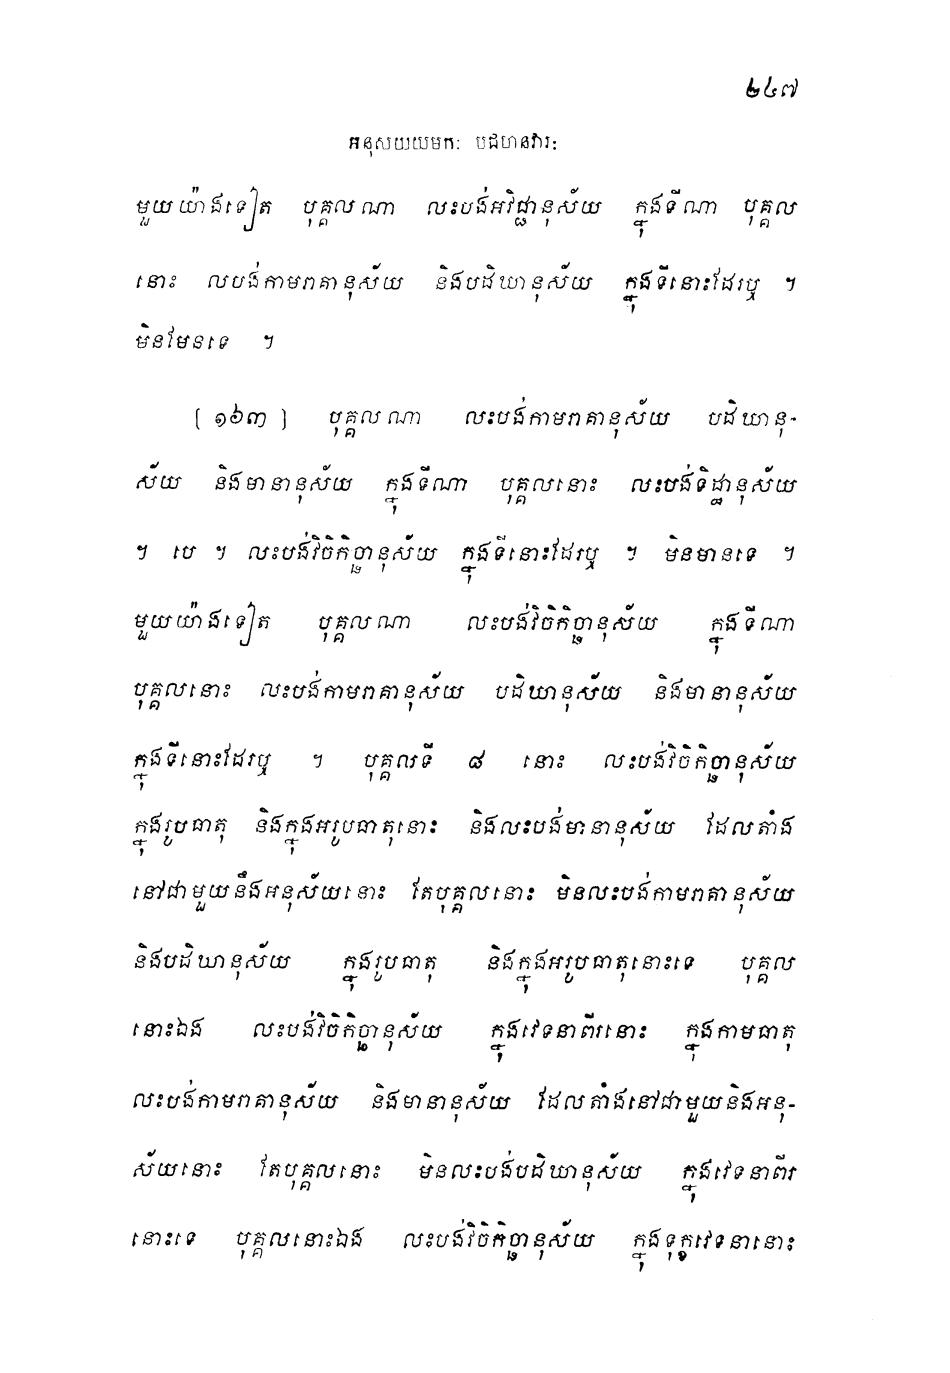 ២៤៧
អនុសយយមក: បជហនវារ:
មួយយ៉ាងទៀត បុគ្គលណា លះបង់អវិជ្ជានុស័យ ក្នុងទីណា បុគ្គល
នោះ លបង់កាមរាគានុស័យ និងបដិឃានុស័យ ក្នុងទីនោះដែរឬ ។
មិនមែនទេ ។
[ ១៦៣ ] បុគ្គលណា លះបង់កាមរាគានុស័យ បដិឃានុ-
ស័យ និងមានានុស័យ ក្នុងទីណា បុគ្គលនោះ លះបង់ទិដ្ឋានុស័យ
។ បេ ។ លះបង់វិចិកិច្ឆានុស័យ ក្នុងទីនោះដែរឬ ។ មិនមានទេ ។
មួយយ៉ាងទៀត បុគ្គលណា លះបង់វិចិកិច្ឆានុស័យ ក្នុងទីណា
បុគ្គលនោះ លះបង់កាមរាគានុស័យ បដិឃានុស័យ និងមានានុស័យ
ក្នុងទីនោះដែរឬ ។ បុគ្គលទី ៨ នោះ លះបង់វិចិកិច្ឆានុស័យ
ក្នុងរូបធាតុ និងក្នុងអរូបធាតុនោះ និងលះបង់មានានុស័យ ដែលតាំង
នៅជាមួយនឹងអនុស័យនោះ តែបុគ្គលនោះ មិនលះបង់កាមរាគានុស័យ
និងបដិឃានុស័យ ក្នុងរូបធាតុ និងក្នុងអរូបធាតុនោះទេ បុគ្គល
នោះឯង លះបង់វិចិកិច្ឆានុស័យ ក្នុងវេទនាពីរនោះ ក្នុងកាមធាតុ
លះបង់កាមរាគានុស័យ និងមានានុស័យ ដែលតាំងនៅជាមួយនិងអនុ-
ស័យនោះ តែបុគ្គលនោះ មិនលះបង់បដិឃានុស័យ ក្នុងវេទនាពីរ
នោះទេ បុគ្គលនោះឯង លះបង់វិចិកិច្ឆានុស័យ ក្នុងទុក្ខវេទនានោះ